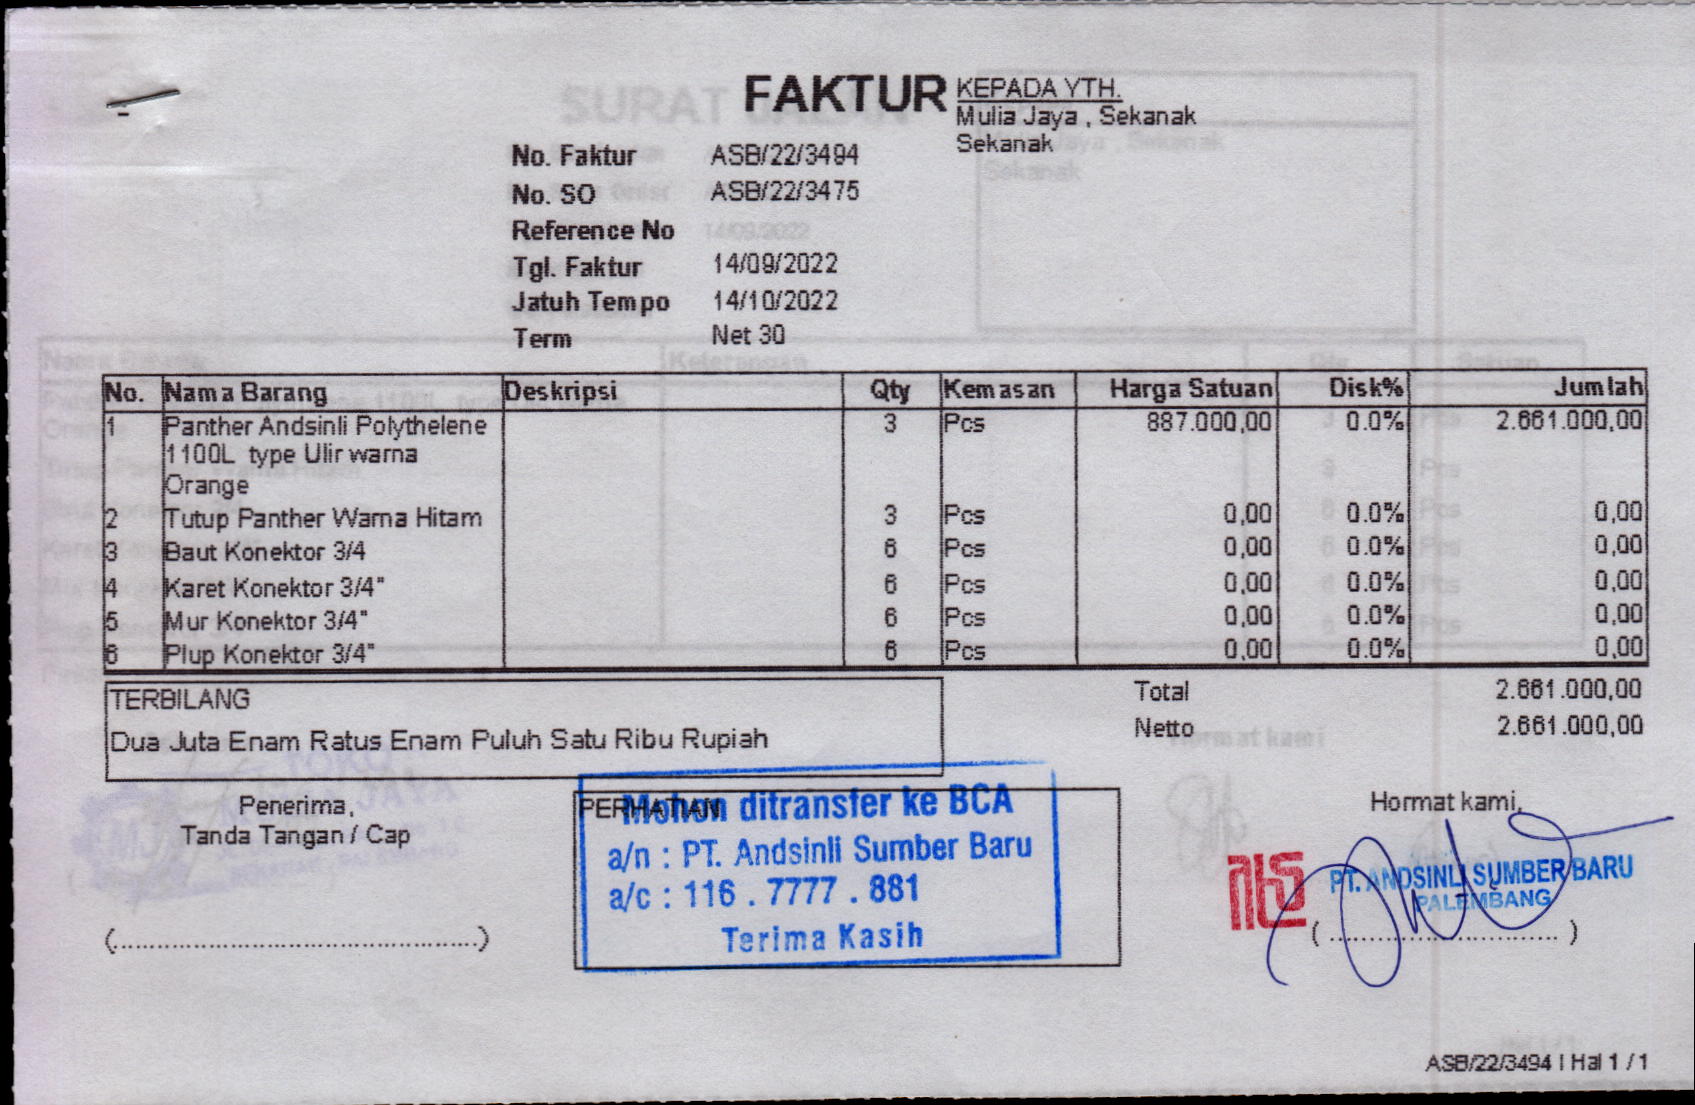 FAKTUR
KEPADA YTH.
Mulia Jaya , Sekanak
Sekanak
No. Faktur ASB/22/3494
No. SO ASB/22/3475
Reference No
Tgl. Faktur 14/09/2022
Jatuh Tempo 14/10/2022
Term Net 30
No. Nama Barang Deskripsi Qty Kemasan Harga Satuan Disk% Jumlah
1 Panther Andsinli Polythelene 3 Pcs 887.000,00 0.0% 2.661.000,00
1100L type Ulir warna
Orange
2 Tutup Panther Warna Hitam 3 Pcs 0,00 0.0% 0,00
3 Baut Konektor 3/4 6 Pcs 0,00 0.0% 0,00
4 Karet Konektor 3/4" 6 Pcs 0,00 0.0% 0,00
5 Mur Konektor 3/4" 6 Pcs 0,00 0.0% 0,00
6 Plup Konektor 3/4" 6 Pcs 0,00 0.0% 0,00
TERBILANG
Dua Juta Enam Ratus Enam Puluh Satu Ribu Rupiah
Total 2.661.000,00
Netto 2.661.000,00
Penerima,
Tanda Tangan / Cap
(................................................)
PERHATIAN
Mohon ditransfer ke BCA
a/n : PT. Andsinli Sumber Baru
a/c : 116 . 7777 . 881
Terima Kasih
Hormat kami,
PT. ANDSINLI SUMBER BARU
PALEMBANG
( .............................. )
ASB/22/3494 | Hal 1 / 1